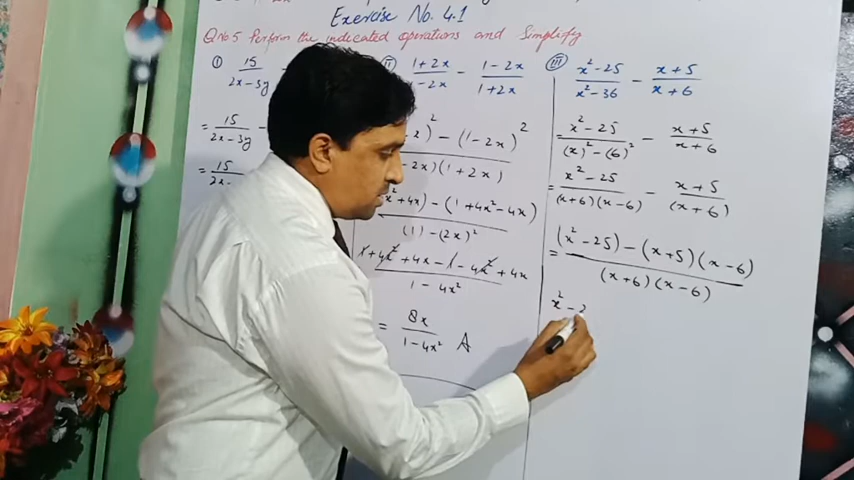 Exercise No. 4.1
Q.No 5 Perform the indicated operations and Simplify
(i) 15 / 2x-3y
= 15 / 2x-3y -
= 15 / 2x-
(ii) 1+2x / -2x - 1-2x / 1+2x
)² - (1-2x)² / -2x)(1+2x)
x²+4x) - (1+4x²-4x) / (1) - (2x)²
1+4x²+4x-1-4x²+4x / 1-4x²
= 8x / 1-4x² A
(iii) x²-25 / x²-36 - x+5 / x+6
= x²-25 / (x)²-(6)² - x+5 / x+6
= x²-25 / (x+6)(x-6) - x+5 / (x+6)
= (x²-25) - (x+5)(x-6) / (x+6)(x-6)
x²-2